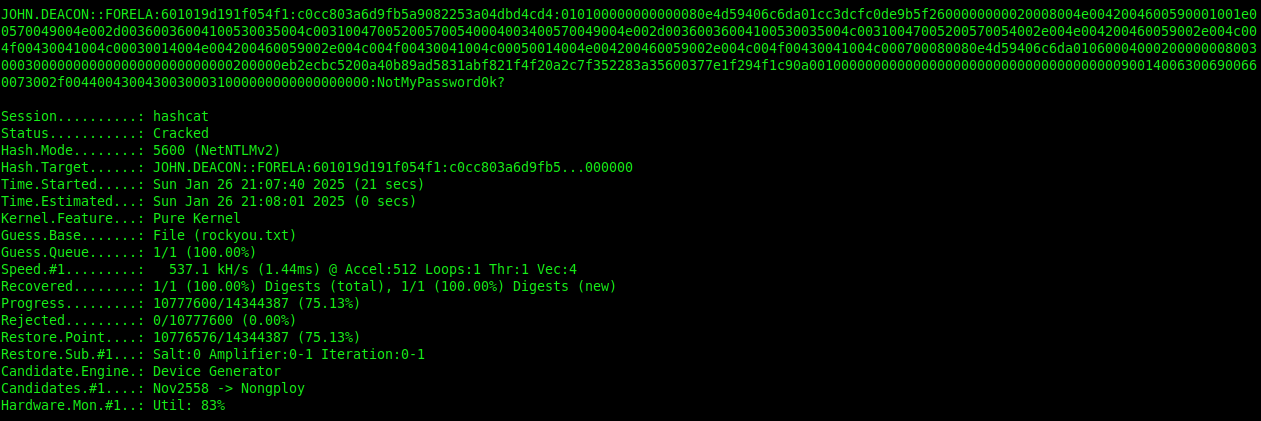 JOHN.DEACON::FORELA:601019d191f054f1:c0cc803a6d9fb5a9082253a04dbd4cd4:010100000000000080e4d59406c6da01cc3dcfc0de9b5f2600000000020008004e0042004600590001001e0
0570049004e002d00360036004100530035004c003100470052005700540004003400570049004e002d00360036004100530035004c00310047005200570054002e004e004200460059002e004c00
4f00430041004c00030014004e004200460059002e004c004f00430041004c00050014004e004200460059002e004c004f00430041004c000700080080e4d59406c6da01060004000200000008003
000300000000000000000000000000200000eb2ecbc5200a40b89ad5831abf821f4f20a2c7f352283a35600377e1f294f1c90a001000000000000000000000000000000000000900140063006900​66
0073002f00440043004300300031000000000000000000:NotMyPassword0k?
Session..........: hashcat
Status...........: Cracked
Hash.Mode........: 5600 (NetNTLMv2)
Hash.Target......: JOHN.DEACON::FORELA:601019d191f054f1:c0cc803a6d9fb5...000000
Time.Started.....: Sun Jan 26 21:07:40 2025 (21 secs)
Time.Estimated...: Sun Jan 26 21:08:01 2025 (0 secs)
Kernel.Feature...: Pure Kernel
Guess.Base.......: File (rockyou.txt)
Guess.Queue......: 1/1 (100.00%)
Speed.#1.........:   537.1 kH/s (1.44ms) @ Accel:512 Loops:1 Thr:1 Vec:4
Recovered........: 1/1 (100.00%) Digests (total), 1/1 (100.00%) Digests (new)
Progress.........: 10777600/14344387 (75.13%)
Rejected.........: 0/10777600 (0.00%)
Restore.Point....: 10776576/14344387 (75.13%)
Restore.Sub.#1...: Salt:0 Amplifier:0-1 Iteration:0-1
Candidate.Engine.: Device Generator
Candidates.#1....: Nov2558 -> Nongploy
Hardware.Mon.#1..: Util: 83%